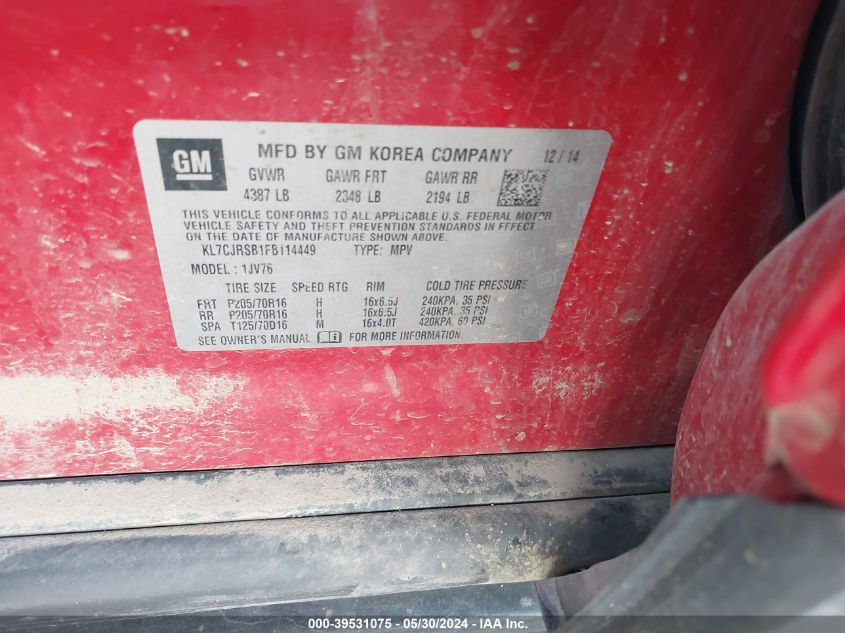 GM
MFD BY GM KOREA COMPANY 12/14
GVWR GAWR FRT GAWR RR
4387 LB 2348 LB 2194 LB
THIS VEHICLE CONFORMS TO ALL APPLICABLE U.S. FEDERAL MOTOR
VEHICLE SAFETY AND THEFT PREVENTION STANDARDS IN EFFECT
ON THE DATE OF MANUFACTURE SHOWN ABOVE.
KL7CJRSB1FB114449 TYPE: MPV
MODEL: 1JV76
TIRE SIZE SPEED RTG RIM COLD TIRE PRESSURE
FRT P205/70R16 H 16x6.5J 240KPA, 35 PSI
RR P205/70R16 H 16x6.5J 240KPA, 35 PSI
SPA T125/70D16 M 16x4.0T 420KPA, 60 PSI
SEE OWNER'S MANUAL FOR MORE INFORMATION
000-39531075 - 05/30/2024 - IAA Inc.